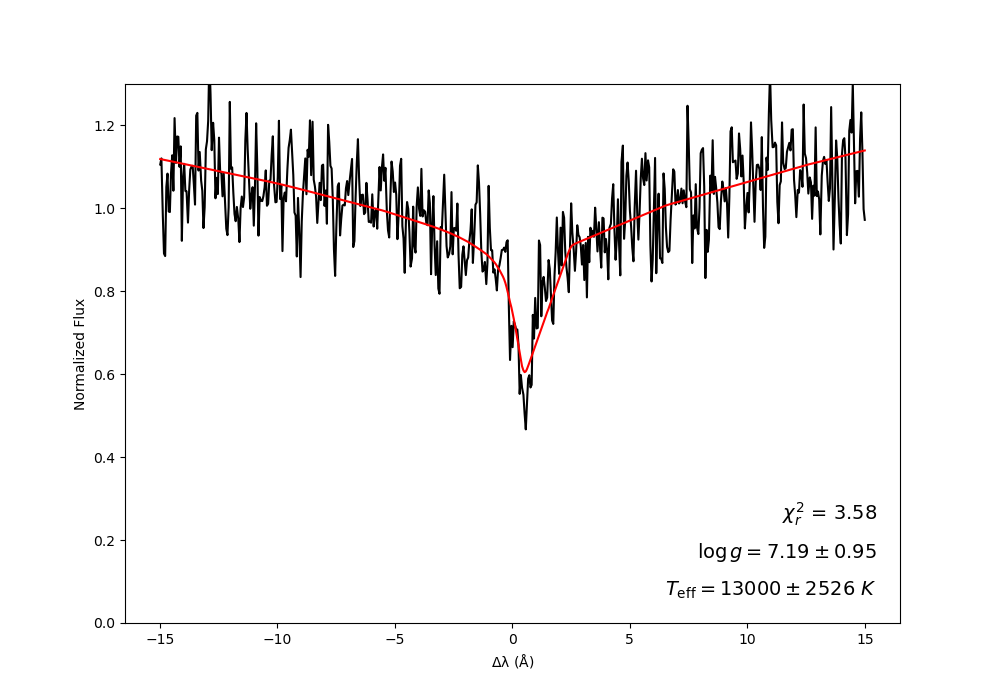 1.2
1.0
0.8
0.6
0.4
0.2
0.0
Normalized Flux
χ²ᵣ = 3.58
log g = 7.19 ± 0.95
T_eff = 13000 ± 2526 K
−15 −10 −5 0 5 10 15
Δλ (Å)